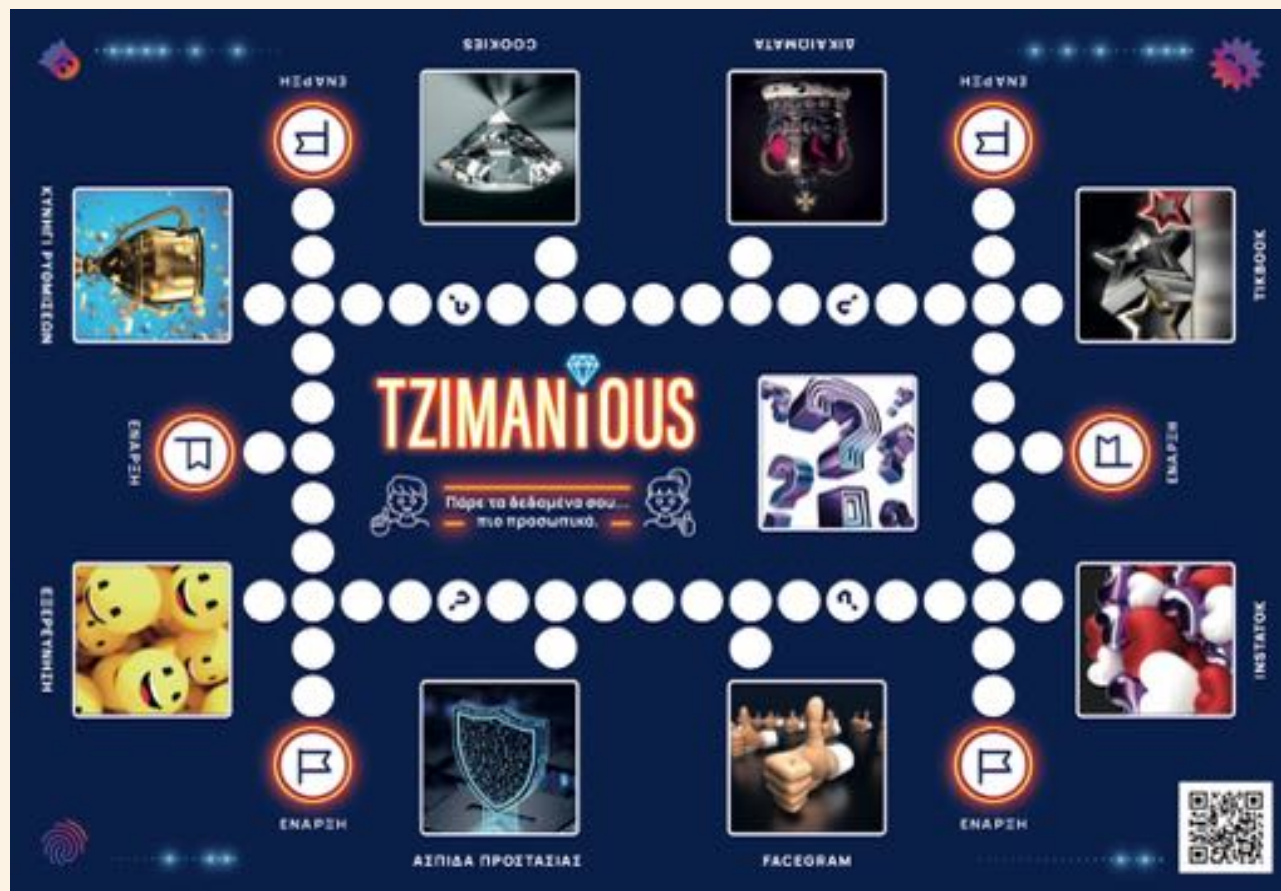 COOKIES
ΔΙΚΑΙΩΜΑΤΑ
ΕΝΑΡΞΗ
ΕΝΑΡΞΗ
ΚΥΝΗΓΙ ΡΥΘΜΙΣΕΩΝ
TIKBOOK
?
?
TZIMANiOUS
Πάρε τα δεδομένα σου...
πιο προσωπικά.
ΕΝΑΡΞΗ
ΕΝΑΡΞΗ
ΕΞΕΡΕΥΝΗΣΗ
INSTATOK
?
?
ΕΝΑΡΞΗ
ΕΝΑΡΞΗ
ΑΣΠΙΔΑ ΠΡΟΣΤΑΣΙΑΣ
FACEGRAM